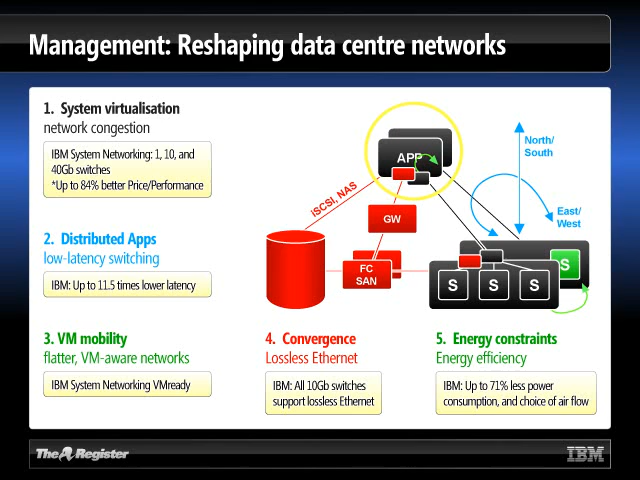 Management: Reshaping data centre networks
1. System virtualisation
network congestion
IBM System Networking: 1, 10, and
40Gb switches
*Up to 84% better Price/Performance
2. Distributed Apps
low-latency switching
IBM: Up to 11.5 times lower latency
3. VM mobility
flatter, VM-aware networks
IBM System Networking VMready
APP
iSCSI, NAS
GW
FC
SAN
North/
South
East/
West
S
S
S
S
4. Convergence
Lossless Ethernet
IBM: All 10Gb switches
support lossless Ethernet
5. Energy constraints
Energy efficiency
IBM: Up to 71% less power
consumption, and choice of air flow
The Register
IBM